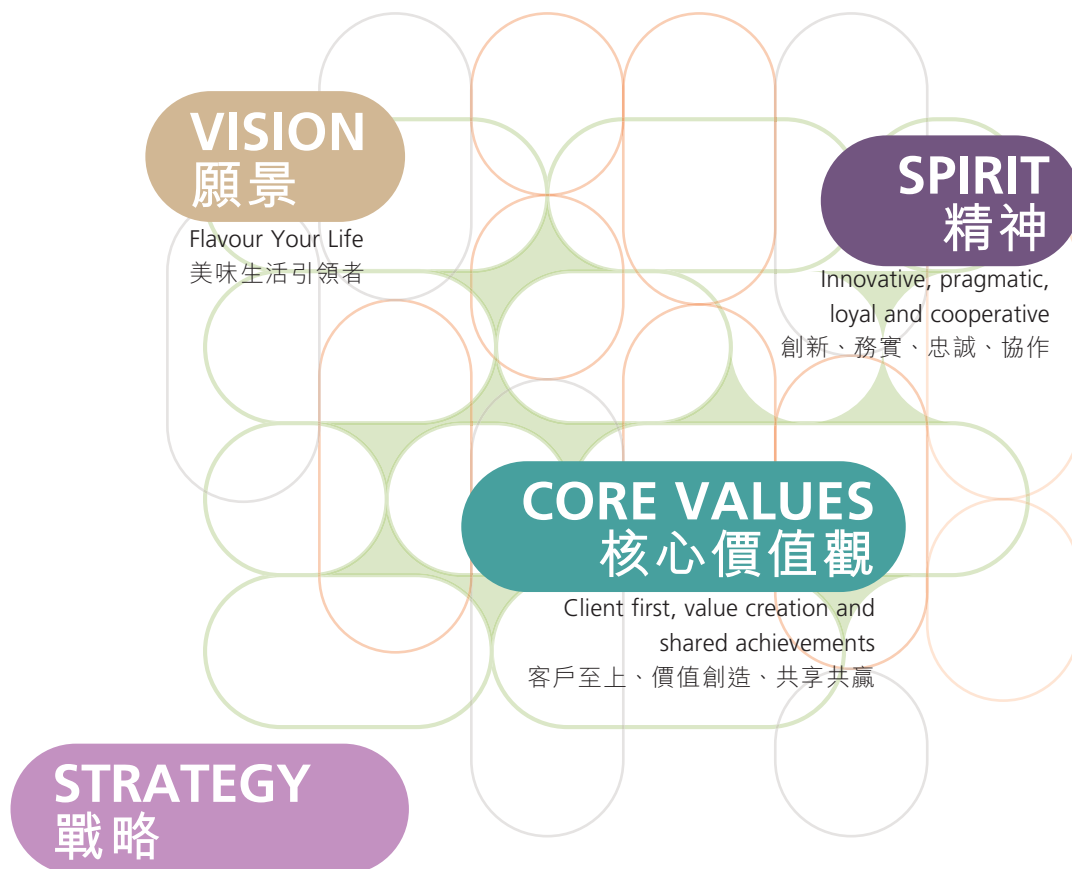 VISION
願景
Flavour Your Life
美味生活引領者
SPIRIT
精神
Innovative, pragmatic,
loyal and cooperative
創新、務實、忠誠、協作
CORE VALUES
核心價值觀
Client first, value creation and
shared achievements
客戶至上、價值創造、共享共贏
STRATEGY
戰略